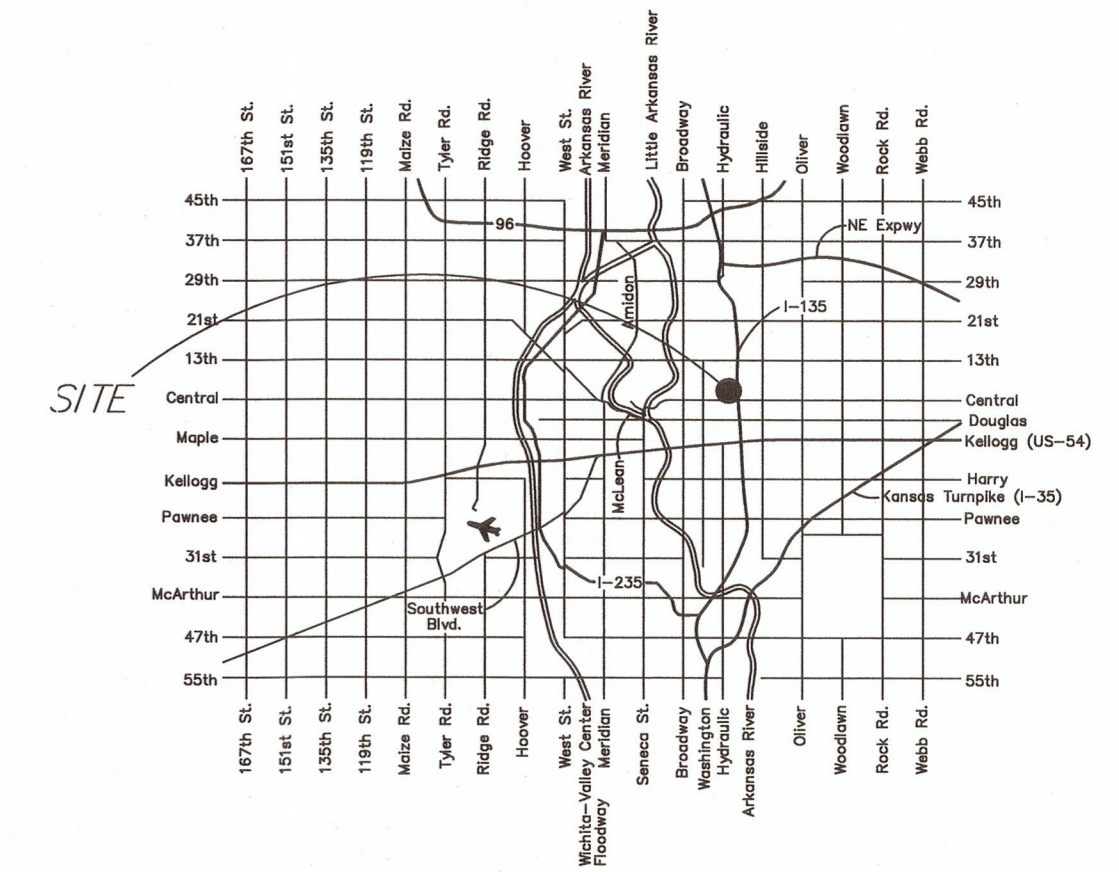 167th St.
151st St.
135th St.
119th St.
Maize Rd.
Tyler Rd.
Ridge Rd.
Hoover
West St.
Arkansas River
Meridian
Little Arkansas River
Broadway
Hydraulic
Hillside
Oliver
Woodlawn
Rock Rd.
Webb Rd.
45th
45th
96
NE Expwy
37th
37th
29th
29th
Amidon
I-135
21st
21st
13th
13th
SITE
Central
Central
Douglas
Maple
Kellogg (US-54)
Kellogg
McLean
Harry
Kansas Turnpike (I-35)
Pawnee
Pawnee
31st
31st
I-235
McArthur
McArthur
Southwest
Blvd.
47th
47th
55th
55th
167th St.
151st St.
135th St.
119th St.
Maize Rd.
Tyler Rd.
Ridge Rd.
Hoover
West St.
Wichita-Valley Center
Floodway
Meridian
Seneca St.
Broadway
Washington
Hydraulic
Arkansas River
Oliver
Woodlawn
Rock Rd.
Webb Rd.